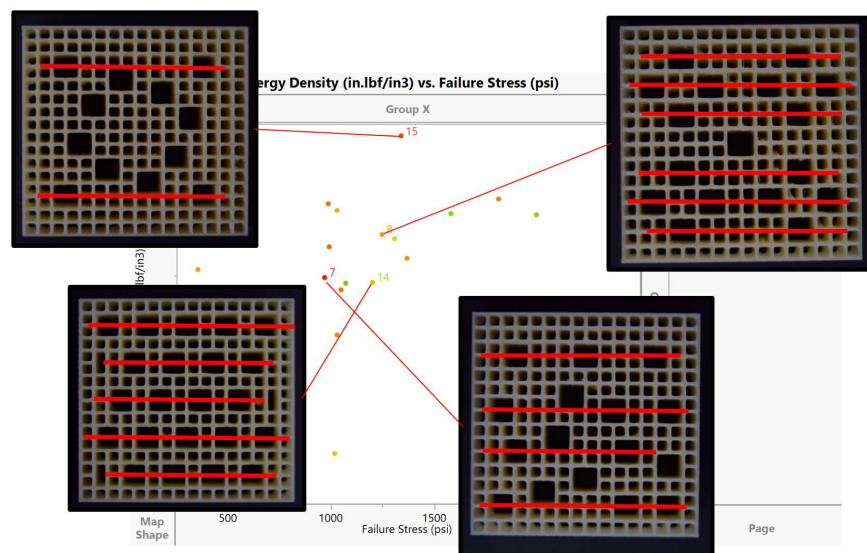 ergy Density (in.lbf/in3) vs. Failure Stress (psi)
Group X
15
8
7
14
lbf/in3)
500
1000
1500
Failure Stress (psi)
Map
Shape
Page